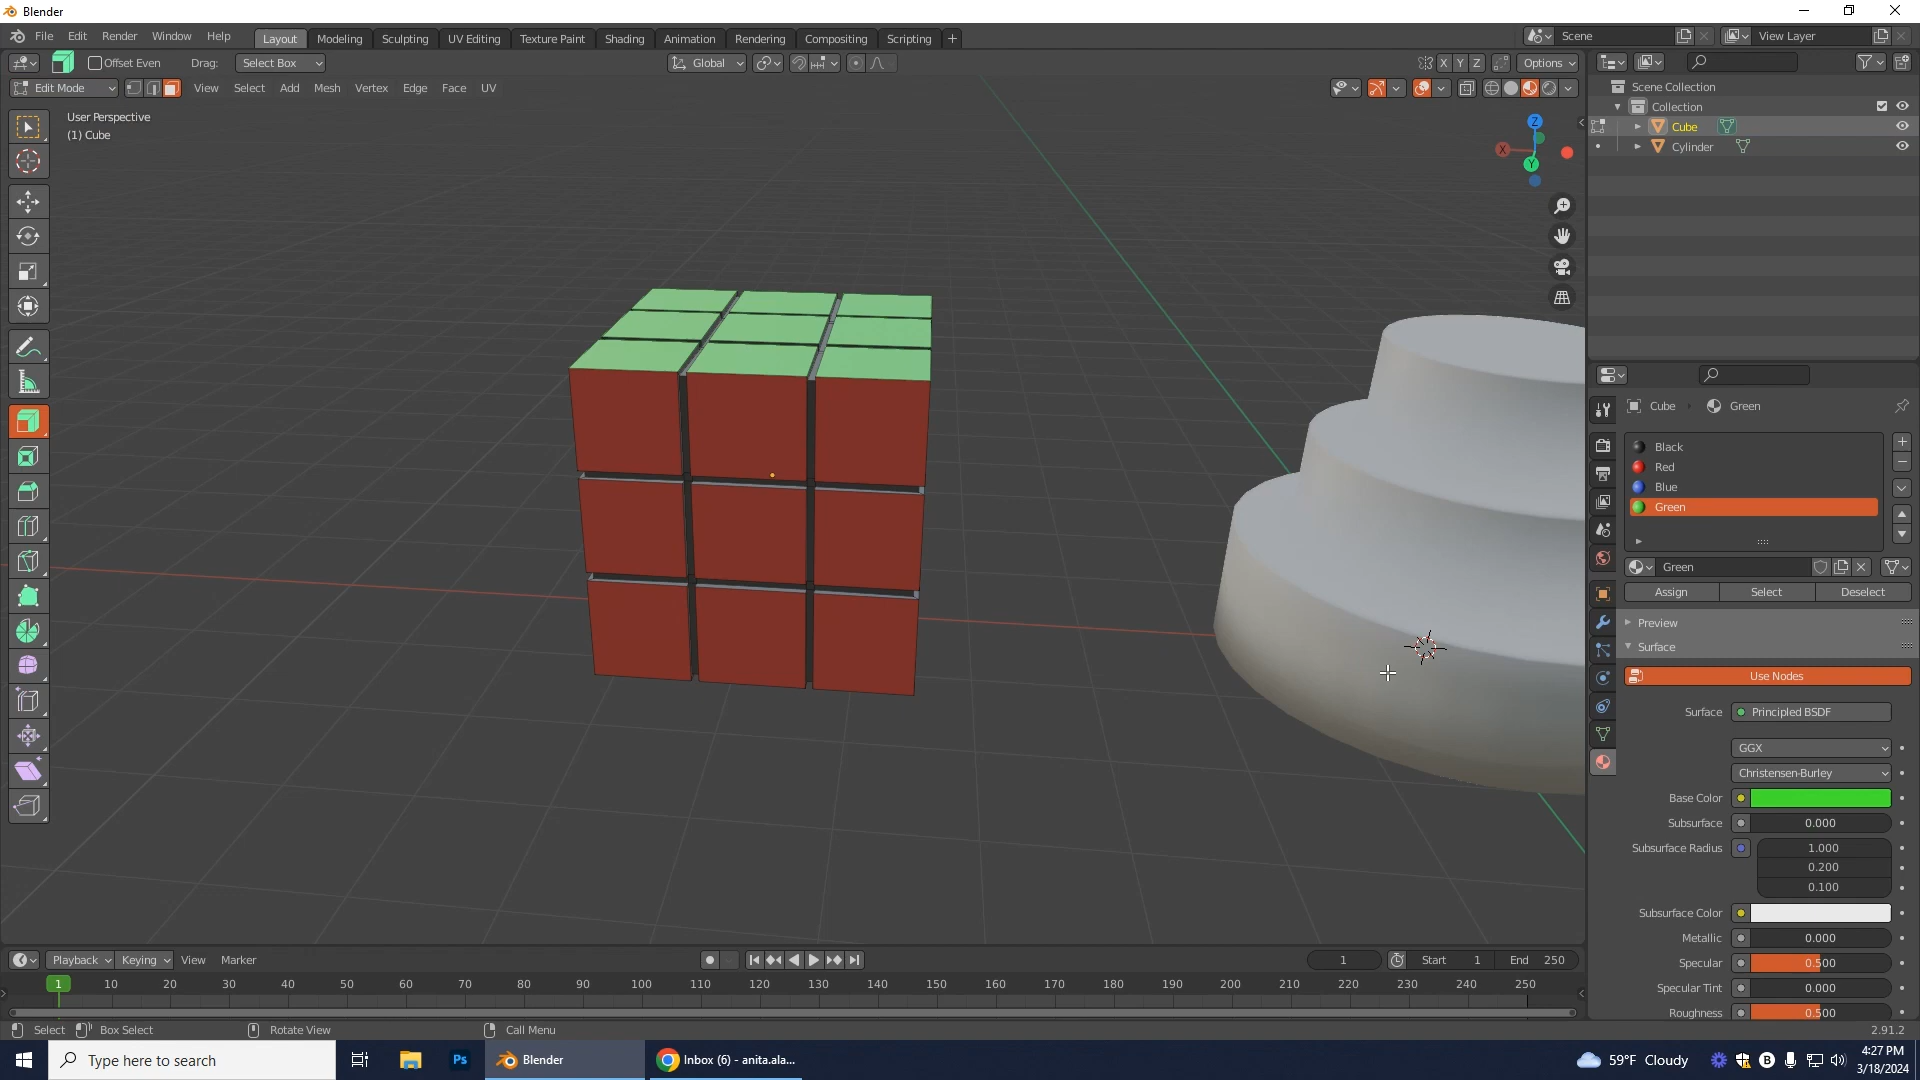 Blender
File Edit Render Window Help Layout Modeling Sculpting UV Editing Texture Paint Shading Animation Rendering Compositing Scripting + Scene View Layer
Offset Even Drag: Select Box Global X Y Z Options
Edit Mode View Select Add Mesh Vertex Edge Face UV
User Perspective
(1) Cube
Z
X
Y
Scene Collection
Collection
Cube
Cylinder
Cube Green
Black
Red
Blue
Green
Green
Assign Select Deselect
Preview
Surface
Use Nodes
Surface Principled BSDF
GGX
Christensen-Burley
Base Color
Subsurface 0.000
Subsurface Radius 1.000
0.200
0.100
Subsurface Color
Metallic 0.000
Specular 0.500
Specular Tint 0.000
Roughness 0.500
Playback Keying View Marker 1 Start 1 End 250
1 10 20 30 40 50 60 70 80 90 100 110 120 130 140 150 160 170 180 190 200 210 220 230 240 250
Select Box Select Rotate View Call Menu 2.91.2
Type here to search Ps Blender Inbox (6) - anita.ala... 59°F Cloudy B 4:27 PM
3/18/2024